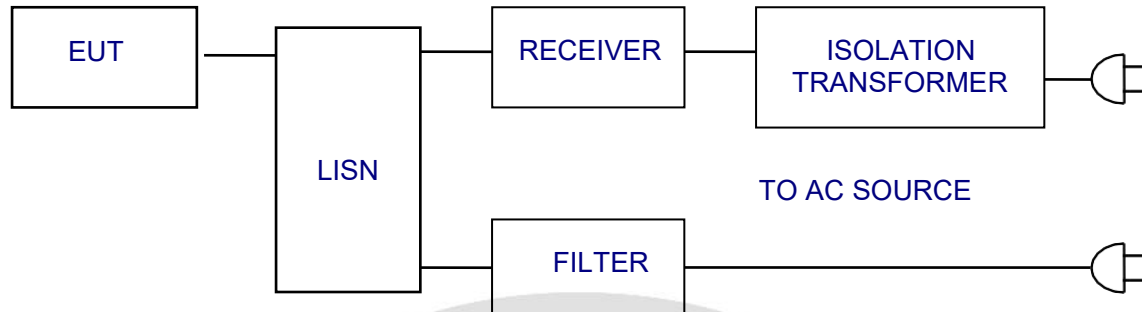 EUT
RECEIVER
ISOLATION
TRANSFORMER
LISN
TO AC SOURCE
FILTER